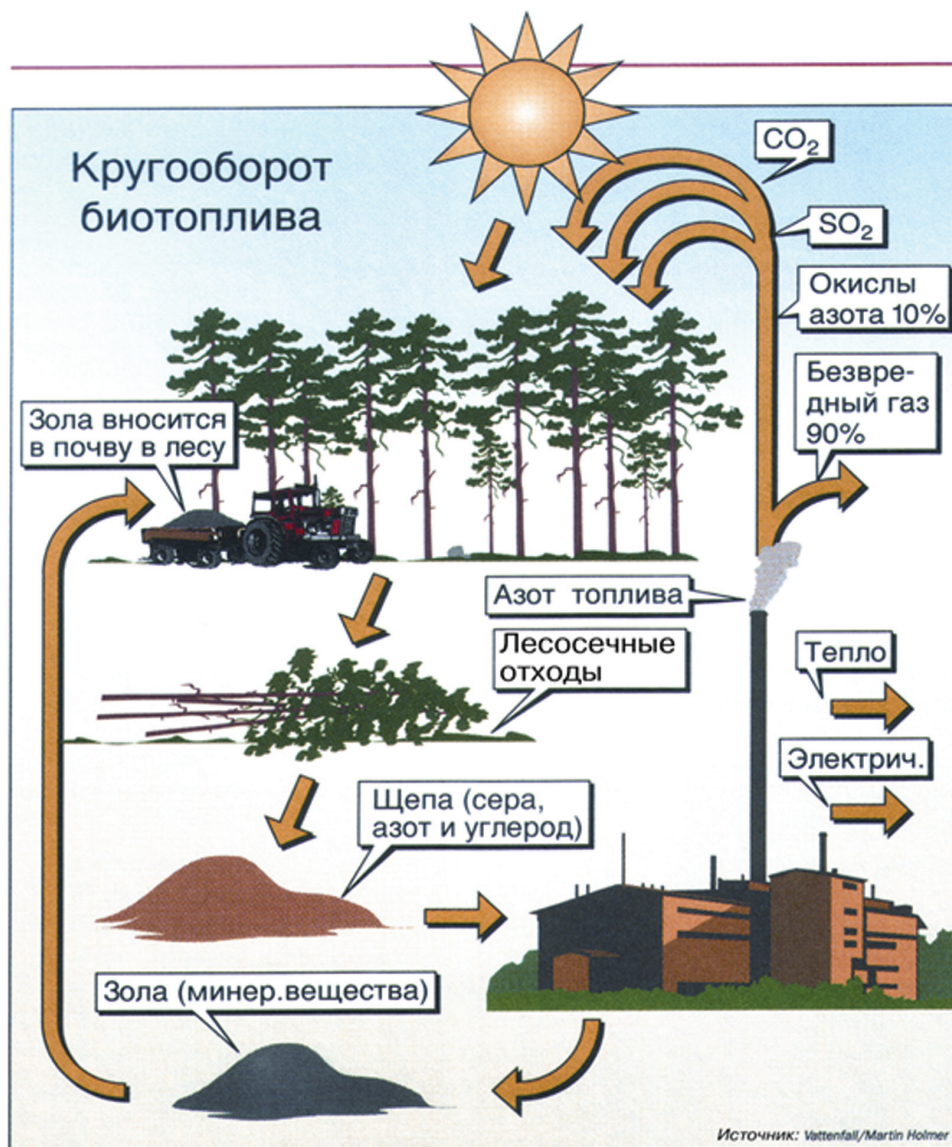 Кругооборот
биотоплива
CO₂
SO₂
Окислы
азота 10%
Безвре-
дный газ
90%
Зола вносится
в почву в лесу
Азот топлива
Лесосечные
отходы
Тепло
Электрич.
Щепа (сера,
азот и углерод)
Зола (минер.вещества)
Источник: Vattenfall/Martin Holmer